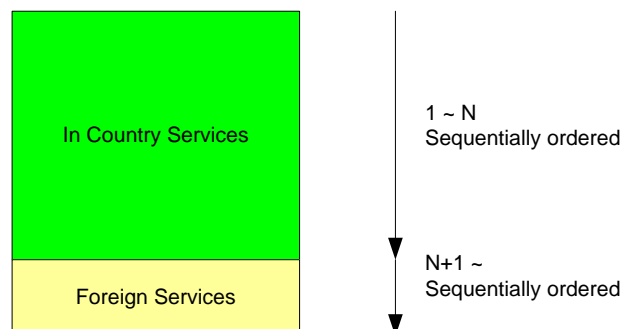 In Country Services
1 ~ N
Sequentially ordered
Foreign Services
N+1 ~
Sequentially ordered